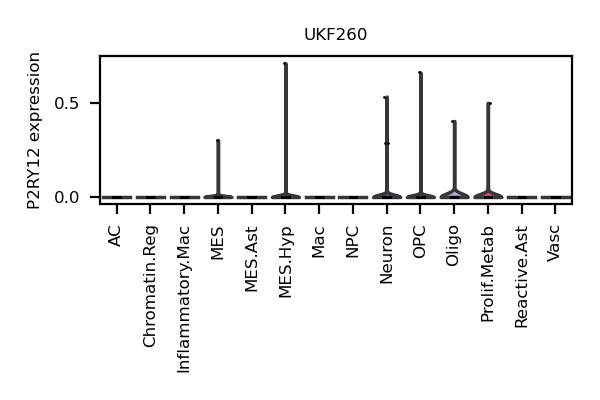 UKF260
P2RY12 expression
0.5
0.0
AC
Chromatin.Reg
Inflammatory.Mac
MES
MES.Ast
MES.Hyp
Mac
NPC
Neuron
OPC
Oligo
Prolif.Metab
Reactive.Ast
Vasc